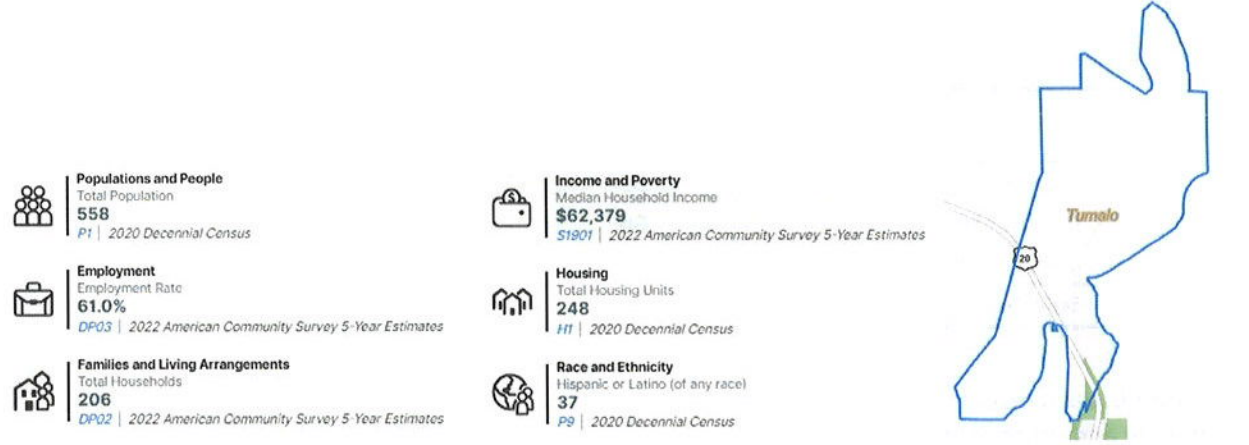 Populations and People
Total Population
558
P1 | 2020 Decennial Census
Employment
Employment Rate
61.0%
DP03 | 2022 American Community Survey 5-Year Estimates
Families and Living Arrangements
Total Households
206
DP02 | 2022 American Community Survey 5-Year Estimates
Income and Poverty
Median Household Income
$62,379
S1901 | 2022 American Community Survey 5-Year Estimates
Housing
Total Housing Units
248
H1 | 2020 Decennial Census
Race and Ethnicity
Hispanic or Latino (of any race)
37
P9 | 2020 Decennial Census
Tumalo
20